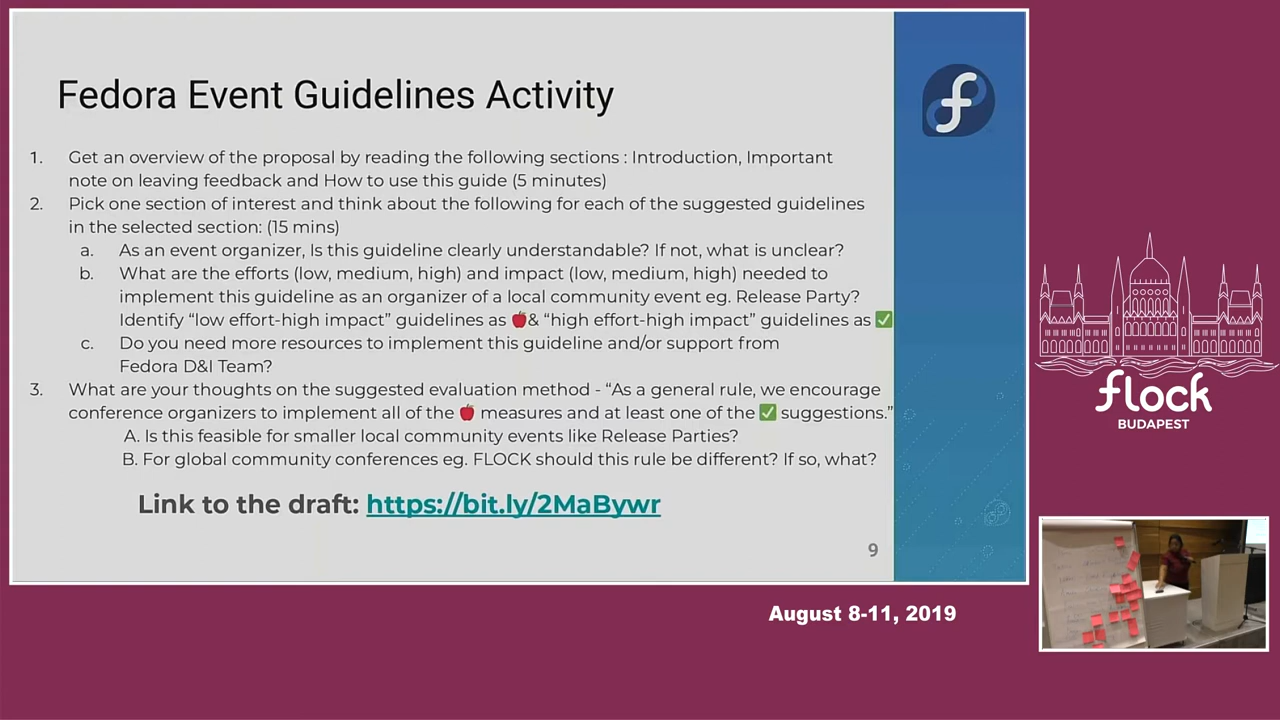 Fedora Event Guidelines Activity
1. Get an overview of the proposal by reading the following sections : Introduction, Important
note on leaving feedback and How to use this guide (5 minutes)
2. Pick one section of interest and think about the following for each of the suggested guidelines
in the selected section: (15 mins)
a. As an event organizer, Is this guideline clearly understandable? If not, what is unclear?
b. What are the efforts (low, medium, high) and impact (low, medium, high) needed to
implement this guideline as an organizer of a local community event eg. Release Party?
Identify “low effort-high impact” guidelines as 🍎& “high effort-high impact” guidelines as ✅
c. Do you need more resources to implement this guideline and/or support from
Fedora D&I Team?
3. What are your thoughts on the suggested evaluation method - “As a general rule, we encourage
conference organizers to implement all of the 🍎 measures and at least one of the ✅ suggestions.”
A. Is this feasible for smaller local community events like Release Parties?
B. For global community conferences eg. FLOCK should this rule be different? If so, what?
Link to the draft: https://bit.ly/2MaBywr
9
flock
BUDAPEST
August 8-11, 2019